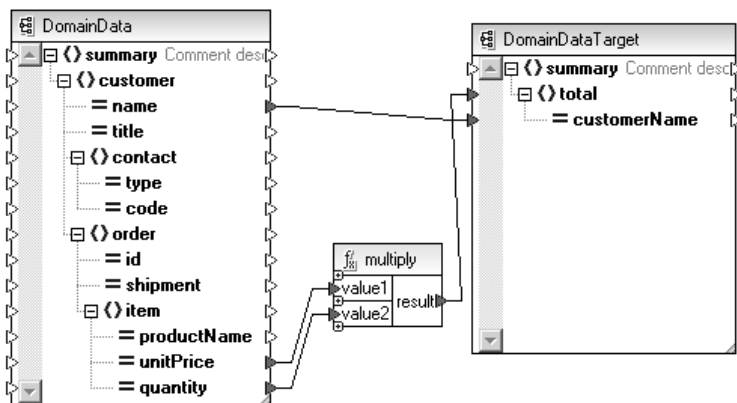 DomainData
summary Comment desc
customer
= name
= title
contact
= type
= code
order
= id
= shipment
item
= productName
= unitPrice
= quantity
multiply
value1
value2
result
DomainDataTarget
summary Comment desc
total
= customerName